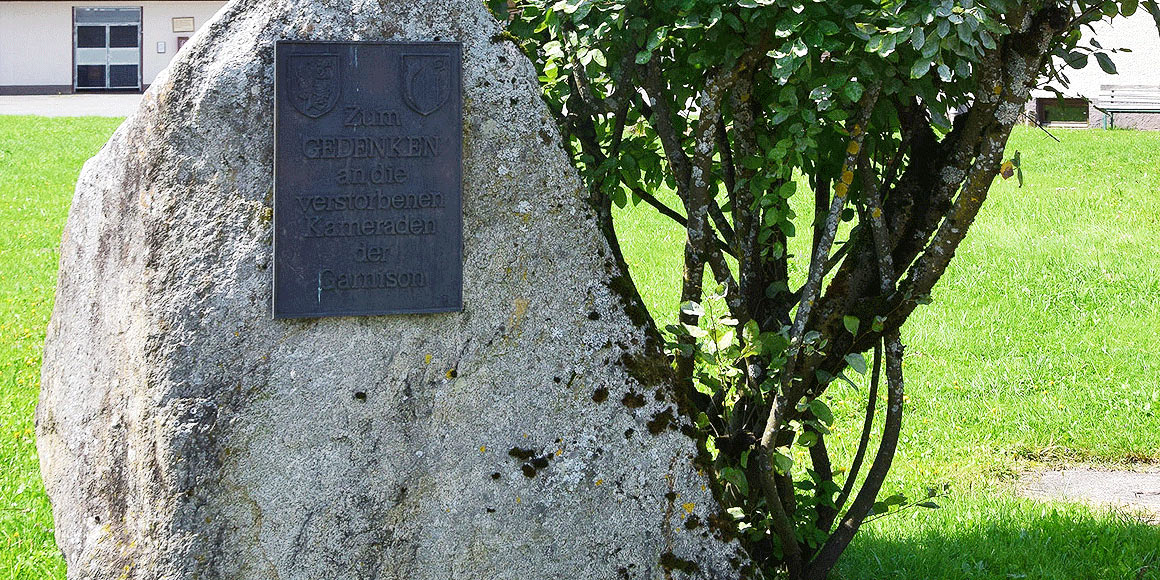 Zum
GEDENKEN
an die
verstorbenen
Kameraden
der
Garnison